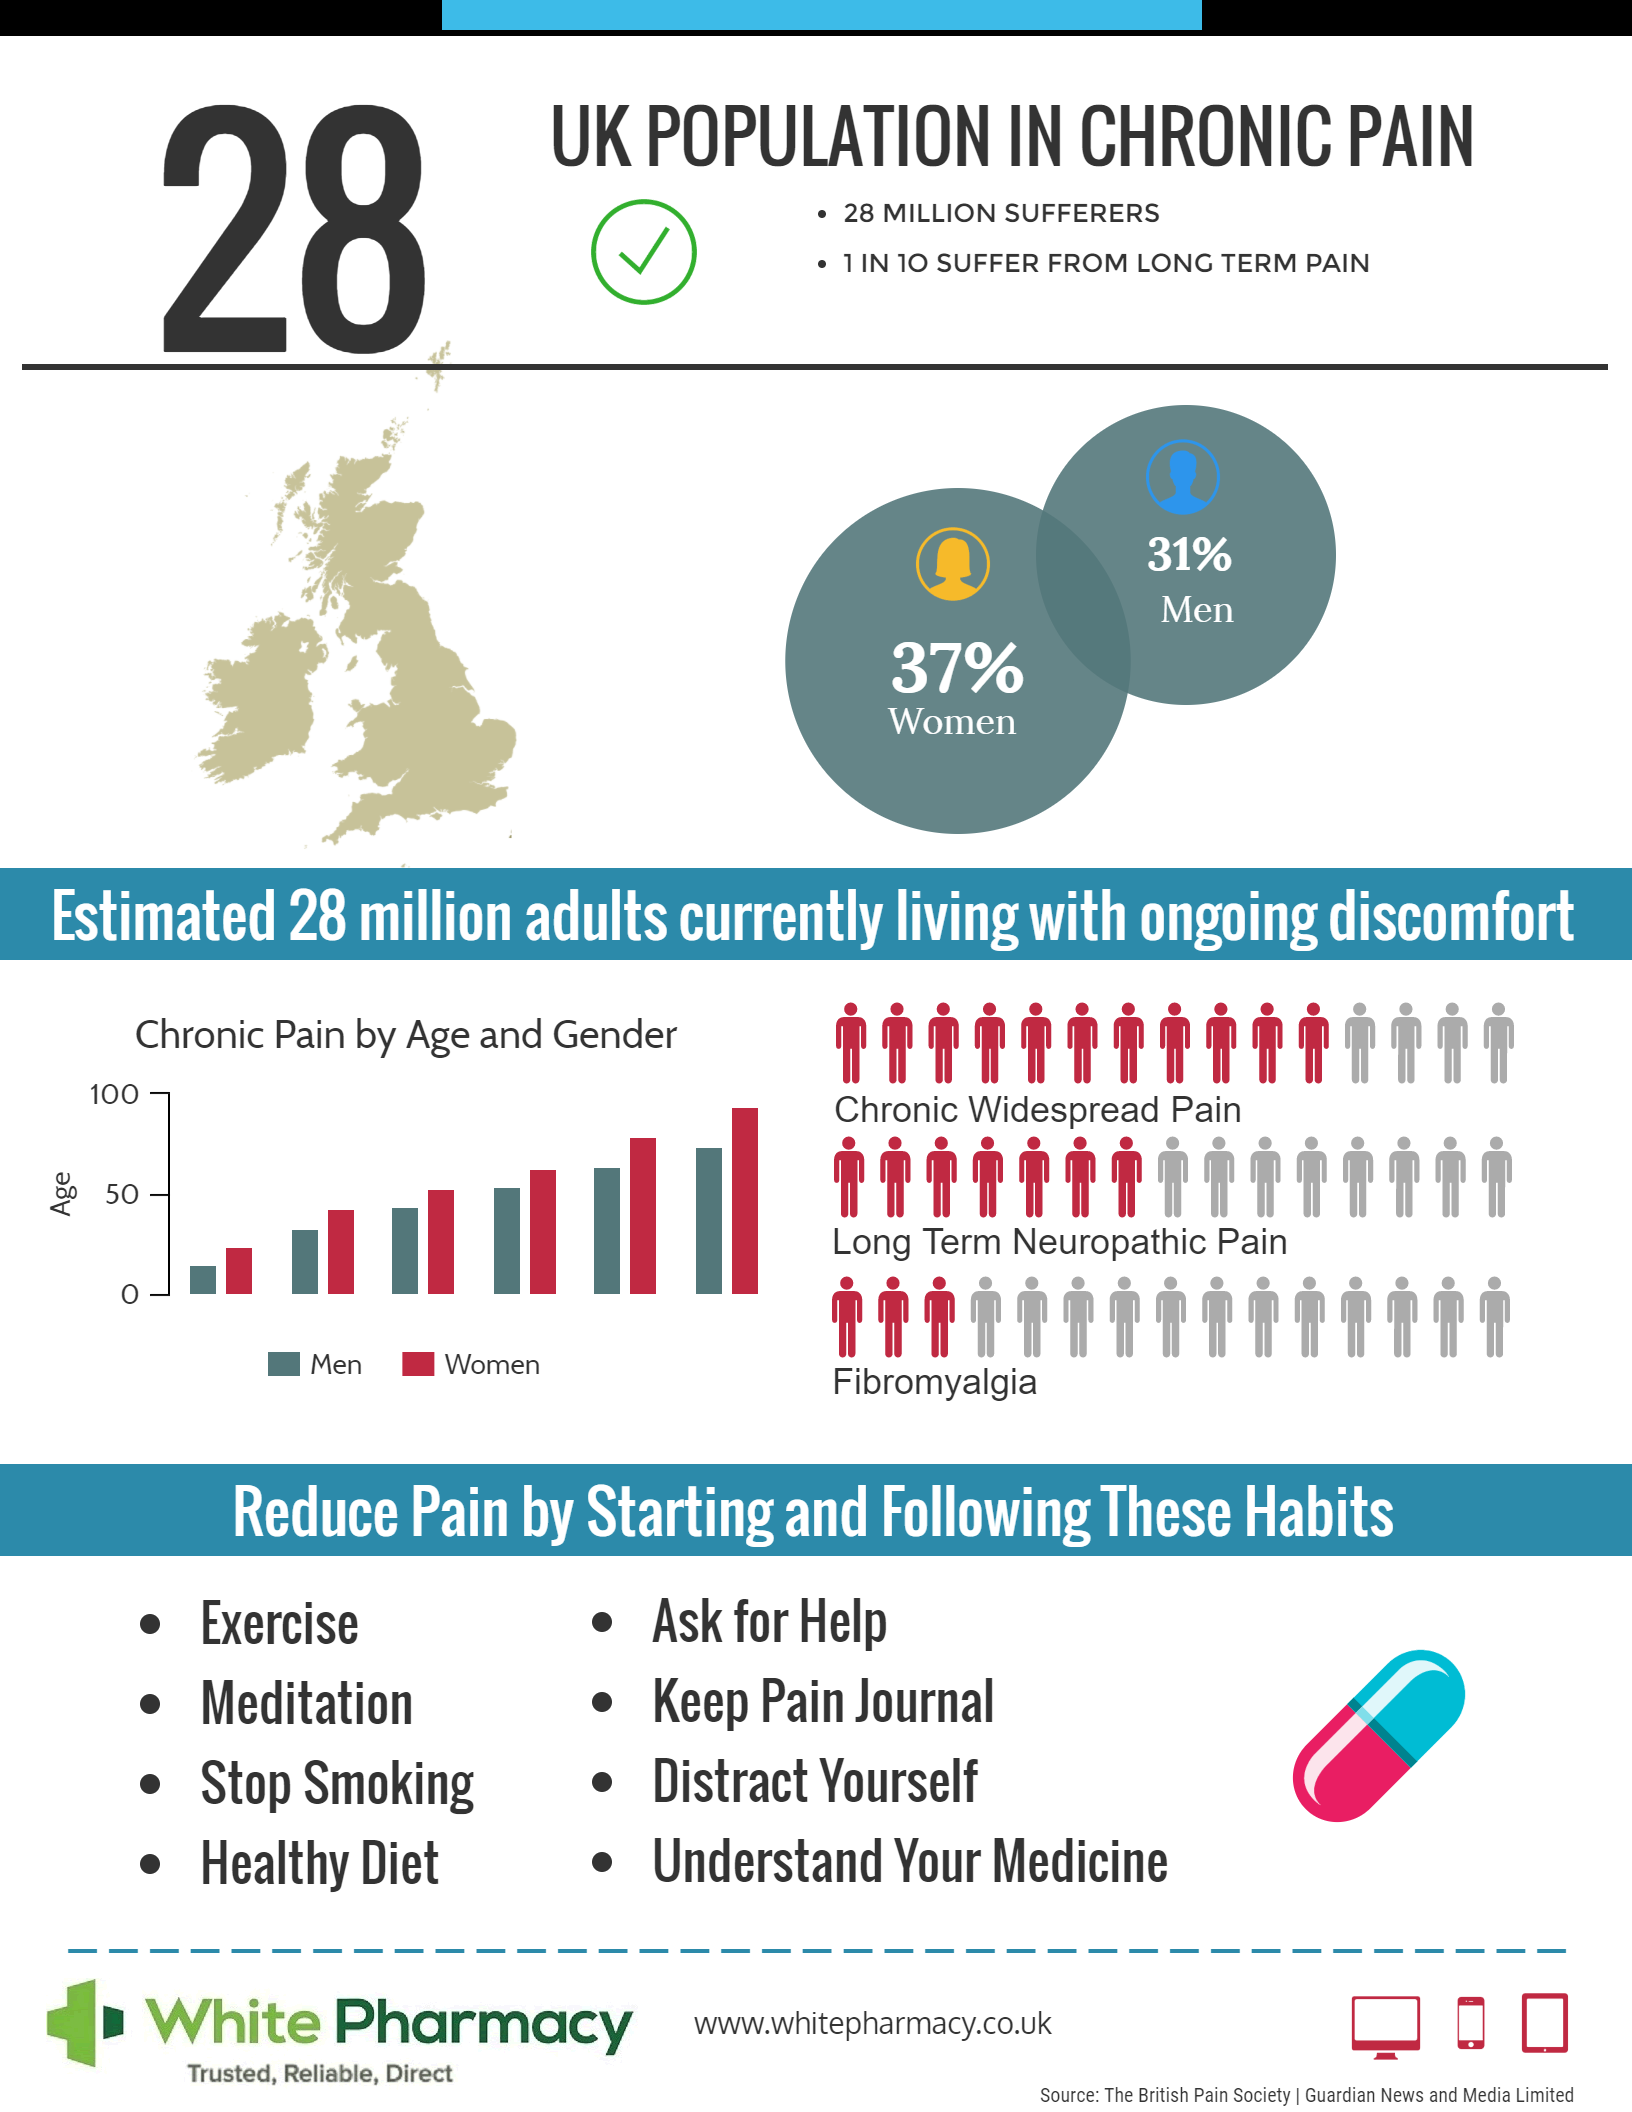 28
UK POPULATION IN CHRONIC PAIN
• 28 MILLION SUFFERERS
• 1 IN 10 SUFFER FROM LONG TERM PAIN
31%
Men
37%
Women
Estimated 28 million adults currently living with ongoing discomfort
Chronic Pain by Age and Gender
100
50
0
Age
Men
Women
Chronic Widespread Pain
Long Term Neuropathic Pain
Fibromyalgia
Reduce Pain by Starting and Following These Habits
• Exercise
• Meditation
• Stop Smoking
• Healthy Diet
• Ask for Help
• Keep Pain Journal
• Distract Yourself
• Understand Your Medicine
White Pharmacy
Trusted, Reliable, Direct
www.whitepharmacy.co.uk
Source: The British Pain Society | Guardian News and Media Limited